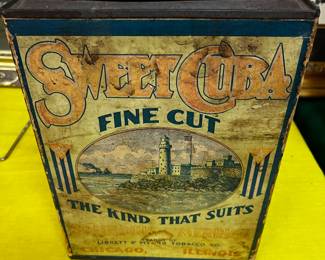 SWEET CUBA
FINE CUT
THE KIND THAT SUITS
LIGGETT & MYERS TOBACCO CO.
CHICAGO, ILLINOIS